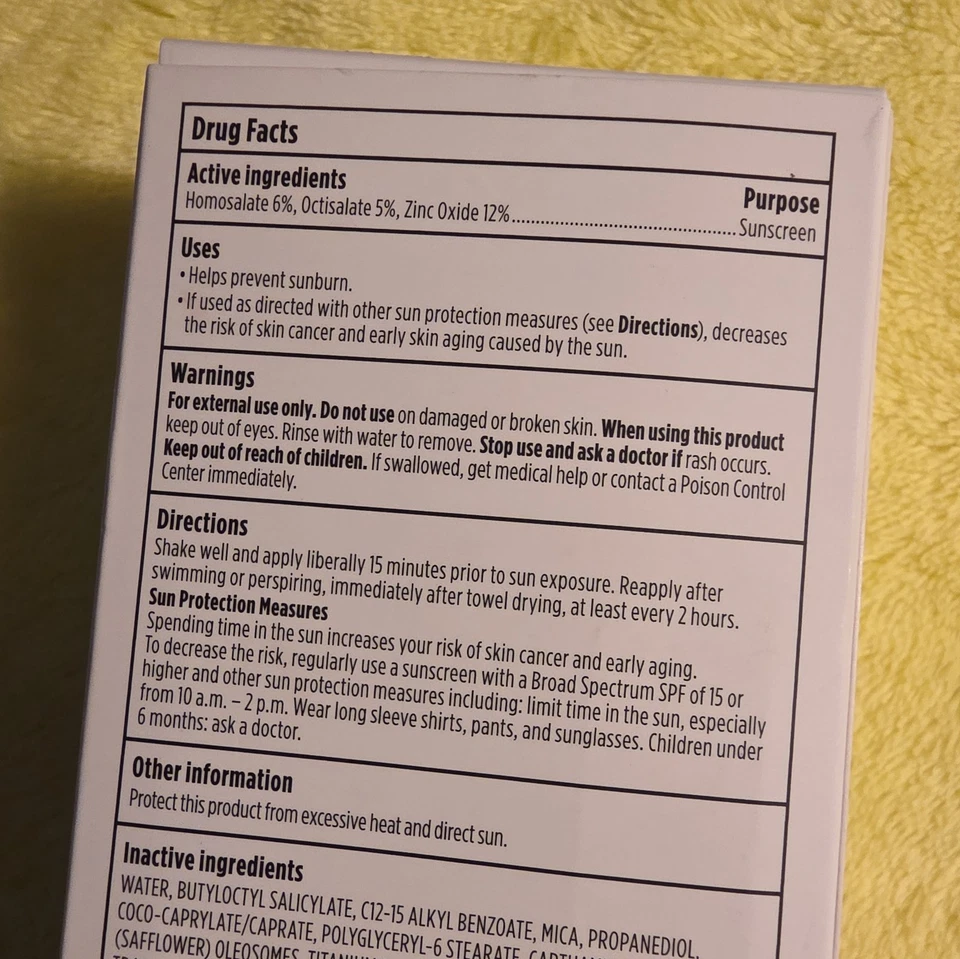 Drug Facts
Active ingredients
Purpose
Homosalate 6%, Octisalate 5%, Zinc Oxide 12%............................................Sunscreen
Uses
• Helps prevent sunburn.
• If used as directed with other sun protection measures (see Directions), decreases
the risk of skin cancer and early skin aging caused by the sun.
Warnings
For external use only. Do not use on damaged or broken skin. When using this product
keep out of eyes. Rinse with water to remove. Stop use and ask a doctor if rash occurs.
Keep out of reach of children. If swallowed, get medical help or contact a Poison Control
Center immediately.
Directions
Shake well and apply liberally 15 minutes prior to sun exposure. Reapply after
swimming or perspiring, immediately after towel drying, at least every 2 hours.
Sun Protection Measures
Spending time in the sun increases your risk of skin cancer and early aging.
To decrease the risk, regularly use a sunscreen with a Broad Spectrum SPF of 15 or
higher and other sun protection measures including: limit time in the sun, especially
from 10 a.m. – 2 p.m. Wear long sleeve shirts, pants, and sunglasses. Children under
6 months: ask a doctor.
Other information
Protect this product from excessive heat and direct sun.
Inactive ingredients
WATER, BUTYLOCTYL SALICYLATE, C12-15 ALKYL BENZOATE, MICA, PROPANEDIOL,
COCO-CAPRYLATE/CAPRATE, POLYGLYCERYL-6 STEARATE,
(SAFFLOWER) OLEOSOMES,